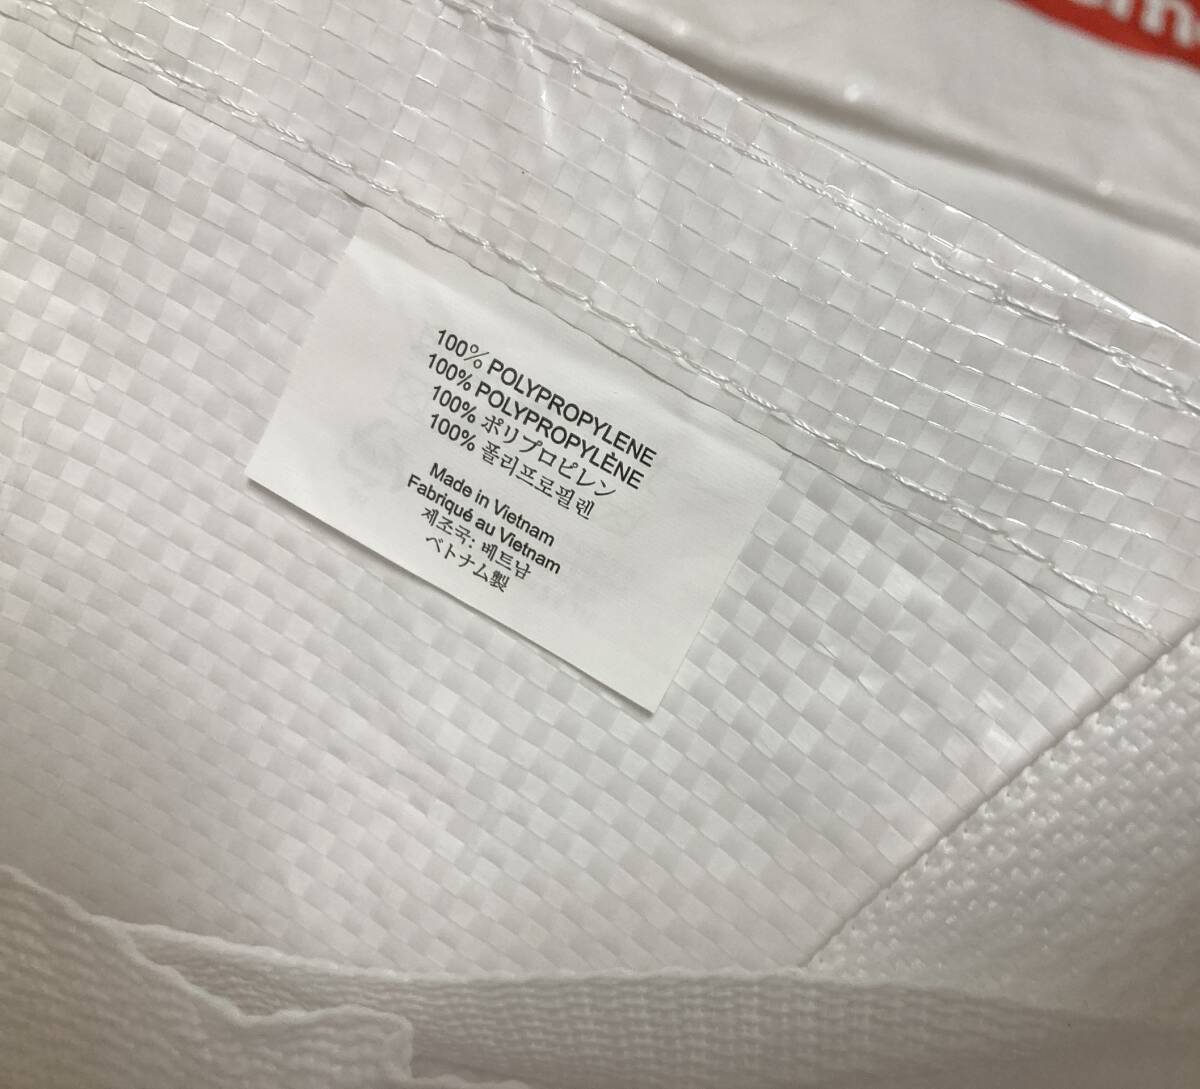 100% POLYPROPYLENE
100% POLYPROPYLÈNE
100% ポリプロピレン
100% 폴리프로필렌
Made in Vietnam
Fabriqué au Vietnam
제조국: 베트남
ベトナム製